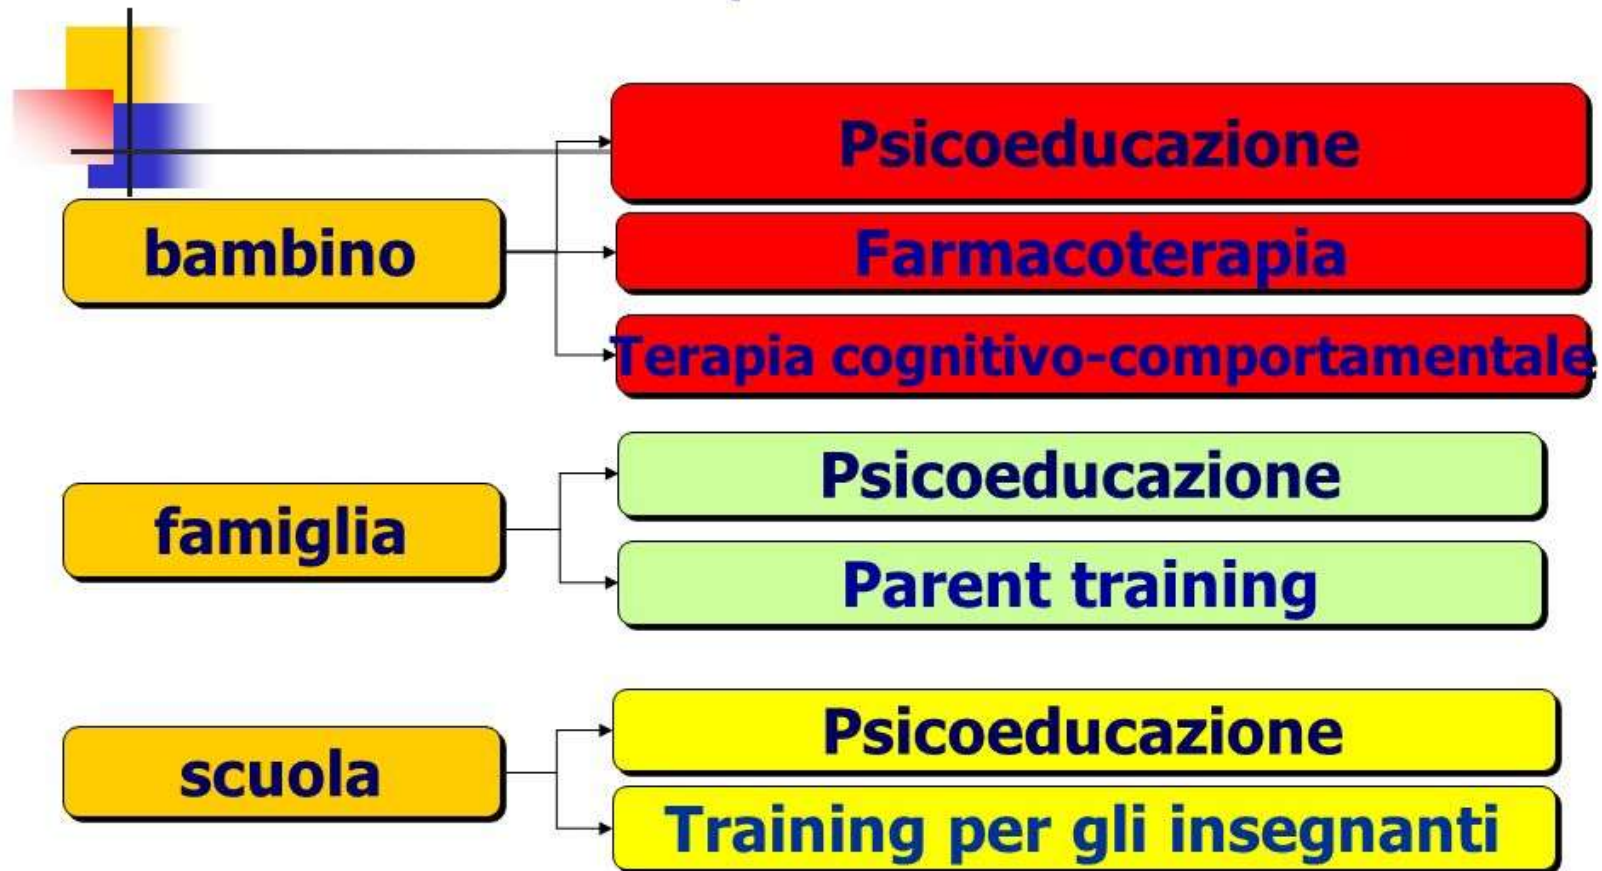 bambino
Psicoeducazione
Farmacoterapia
Terapia cognitivo-comportamentale
famiglia
Psicoeducazione
Parent training
scuola
Psicoeducazione
Training per gli insegnanti